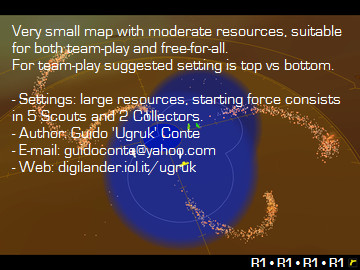 Very small map with moderate resources, suitable
for both team-play and free-for-all.
For team-play suggested setting is top vs bottom.
- Settings: large resources, starting force consists
in 5 Scouts and 2 Collectors.
- Author: Guido 'Ugruk' Conte
- E-mail: guidoconte@yahoo.com
- Web: digilander.iol.it/ugruk
R1 • R1 • R1 • R1 r